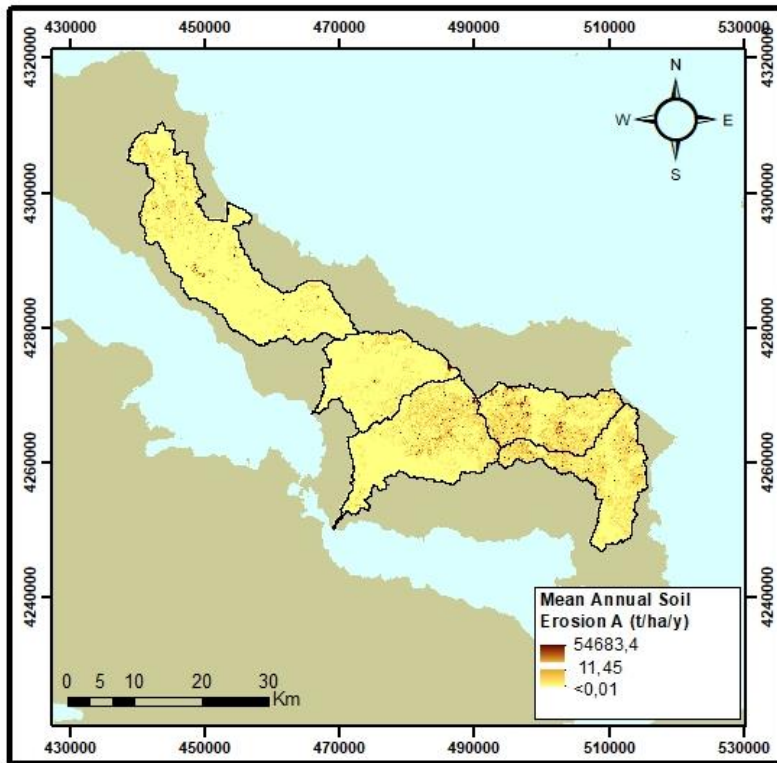 430000 450000 470000 490000 510000 530000
4320000 4320000
N
W E
S
4300000 4300000
4280000 4280000
4260000 4260000
4240000 4240000
Mean Annual Soil
Erosion A (t/ha/y)
54683,4
11,45
<0,01
0 5 10 20 30
Km
430000 450000 470000 490000 510000 530000